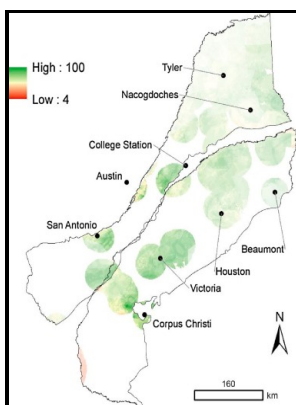 High : 100
Low : 4
Tyler
Nacogdoches
College Station
Austin
San Antonio
Beaumont
Houston
Victoria
Corpus Christi
N
160
km